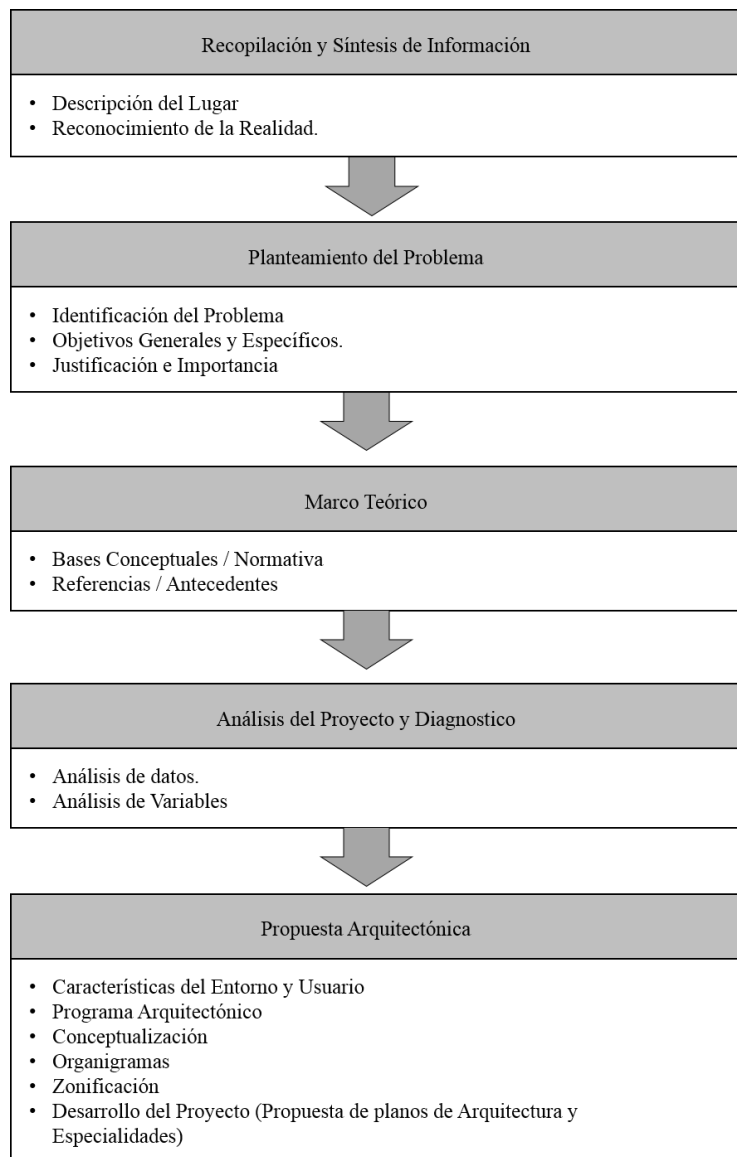 Recopilación y Síntesis de Información
• Descripción del Lugar
• Reconocimiento de la Realidad.
Planteamiento del Problema
• Identificación del Problema
• Objetivos Generales y Específicos.
• Justificación e Importancia
Marco Teórico
• Bases Conceptuales / Normativa
• Referencias / Antecedentes
Análisis del Proyecto y Diagnostico
• Análisis de datos.
• Análisis de Variables
Propuesta Arquitectónica
• Características del Entorno y Usuario
• Programa Arquitectónico
• Conceptualización
• Organigramas
• Zonificación
• Desarrollo del Proyecto (Propuesta de planos de Arquitectura y
Especialidades)